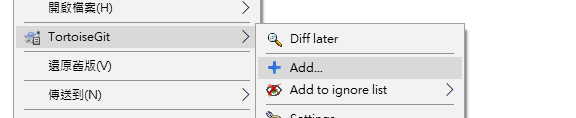 開啟檔案(H)
TortoiseGit
還原舊版(V)
傳送到(N)
Diff later
Add...
Add to ignore list
Settings